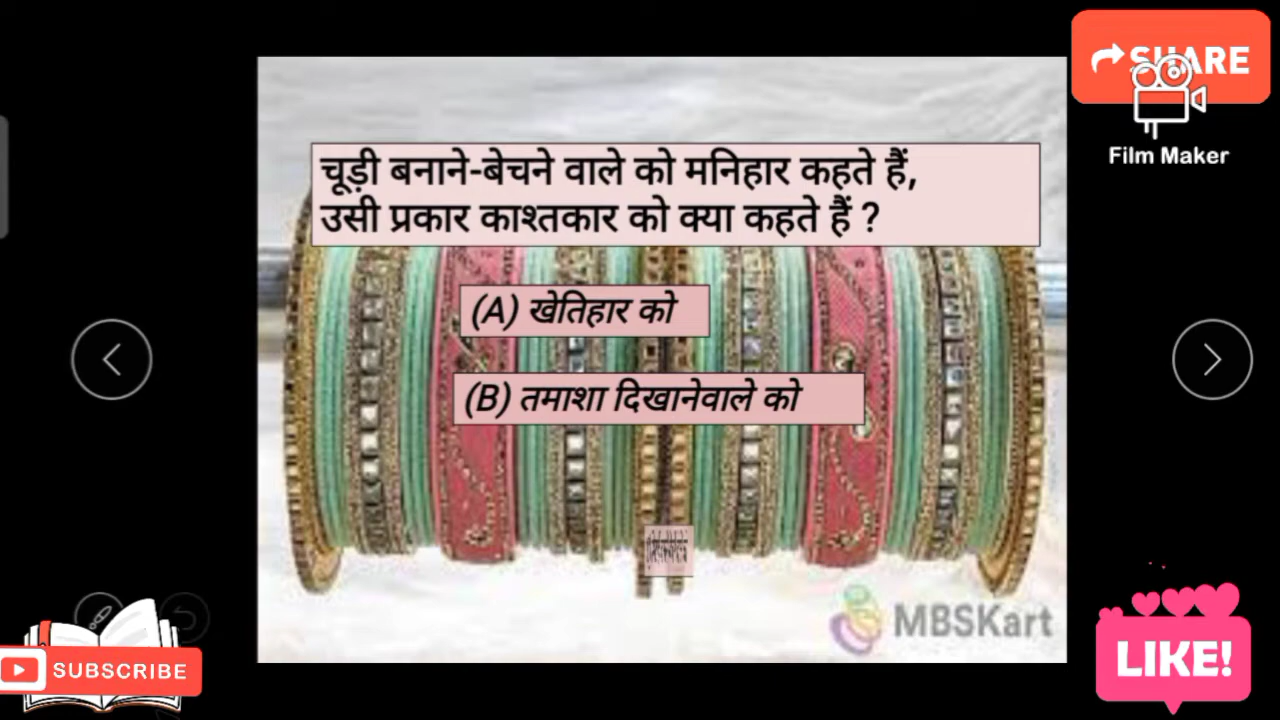 SHARE
Film Maker
चूड़ी बनाने-बेचने वाले को मनिहार कहते हैं,
उसी प्रकार काश्तकार को क्या कहते हैं ?
(A) खेतिहार को
(B) तमाशा दिखानेवाले को
MBSKart
SUBSCRIBE
LIKE!